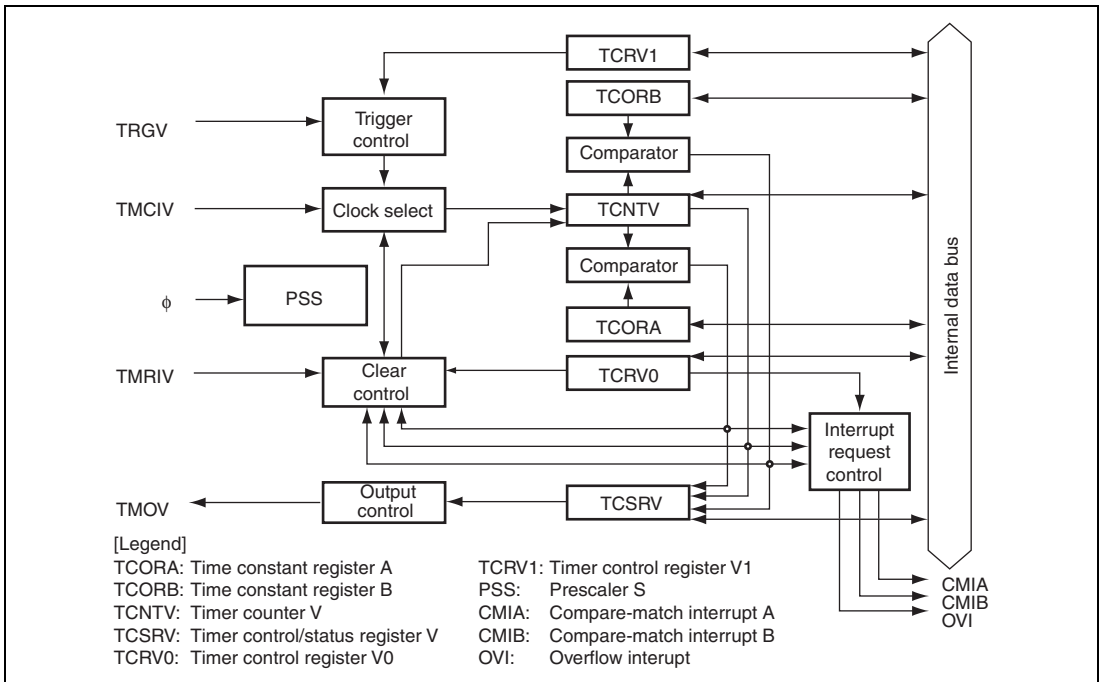 TCRV1
TCORB
TRGV
Trigger
control
Comparator
TMCIV
Clock select
TCNTV
Comparator
φ
PSS
TCORA
Internal data bus
TMRIV
Clear
control
TCRV0
Interrupt
request
control
TMOV
Output
control
TCSRV
CMIA
CMIB
OVI
[Legend]
TCORA: Time constant register A
TCORB: Time constant register B
TCNTV: Timer counter V
TCSRV: Timer control/status register V
TCRV0: Timer control register V0
TCRV1: Timer control register V1
PSS: Prescaler S
CMIA: Compare-match interrupt A
CMIB: Compare-match interrupt B
OVI: Overflow interupt